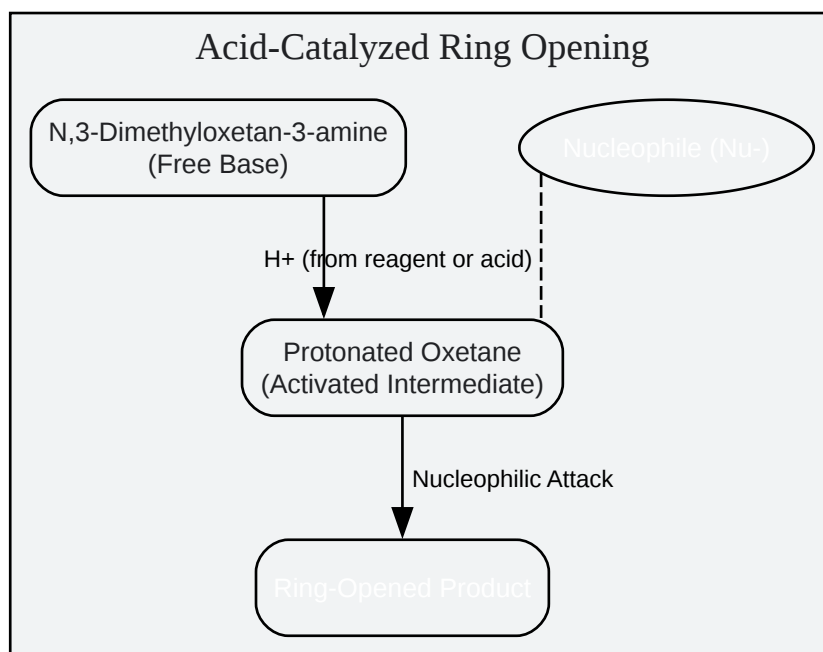 Acid-Catalyzed Ring Opening
N,3-Dimethyloxetan-3-amine
(Free Base)
Nucleophile (Nu-)
H+ (from reagent or acid)
Protonated Oxetane
(Activated Intermediate)
Nucleophilic Attack
Ring-Opened Product